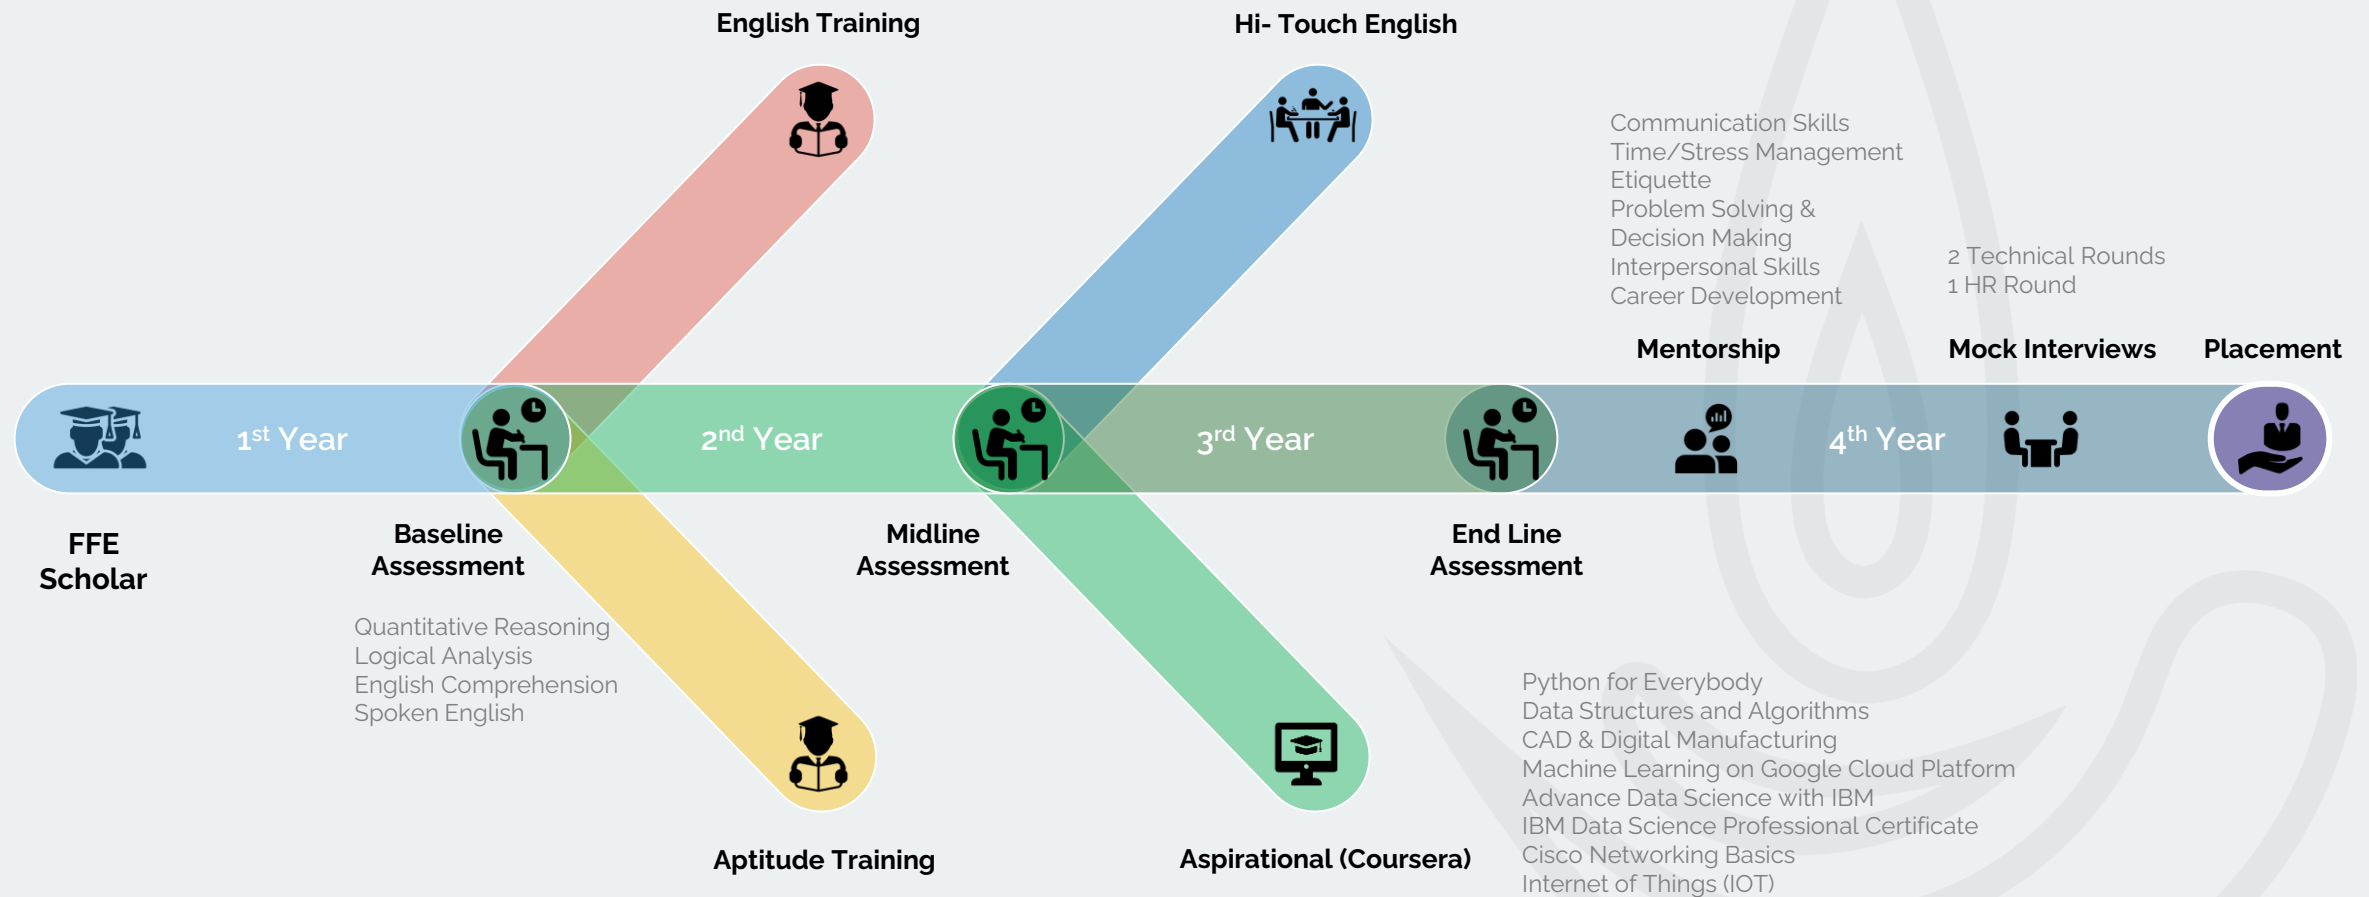 English Training
Hi- Touch English
Communication Skills
Time/Stress Management
Etiquette
Problem Solving &
Decision Making
Interpersonal Skills
Career Development
2 Technical Rounds
1 HR Round
Mentorship
Mock Interviews
Placement
1st Year
2nd Year
3rd Year
4th Year
FFE
Scholar
Baseline
Assessment
Midline
Assessment
End Line
Assessment
Quantitative Reasoning
Logical Analysis
English Comprehension
Spoken English
Aptitude Training
Aspirational (Coursera)
Python for Everybody
Data Structures and Algorithms
CAD & Digital Manufacturing
Machine Learning on Google Cloud Platform
Advance Data Science with IBM
IBM Data Science Professional Certificate
Cisco Networking Basics
Internet of Things (IOT)